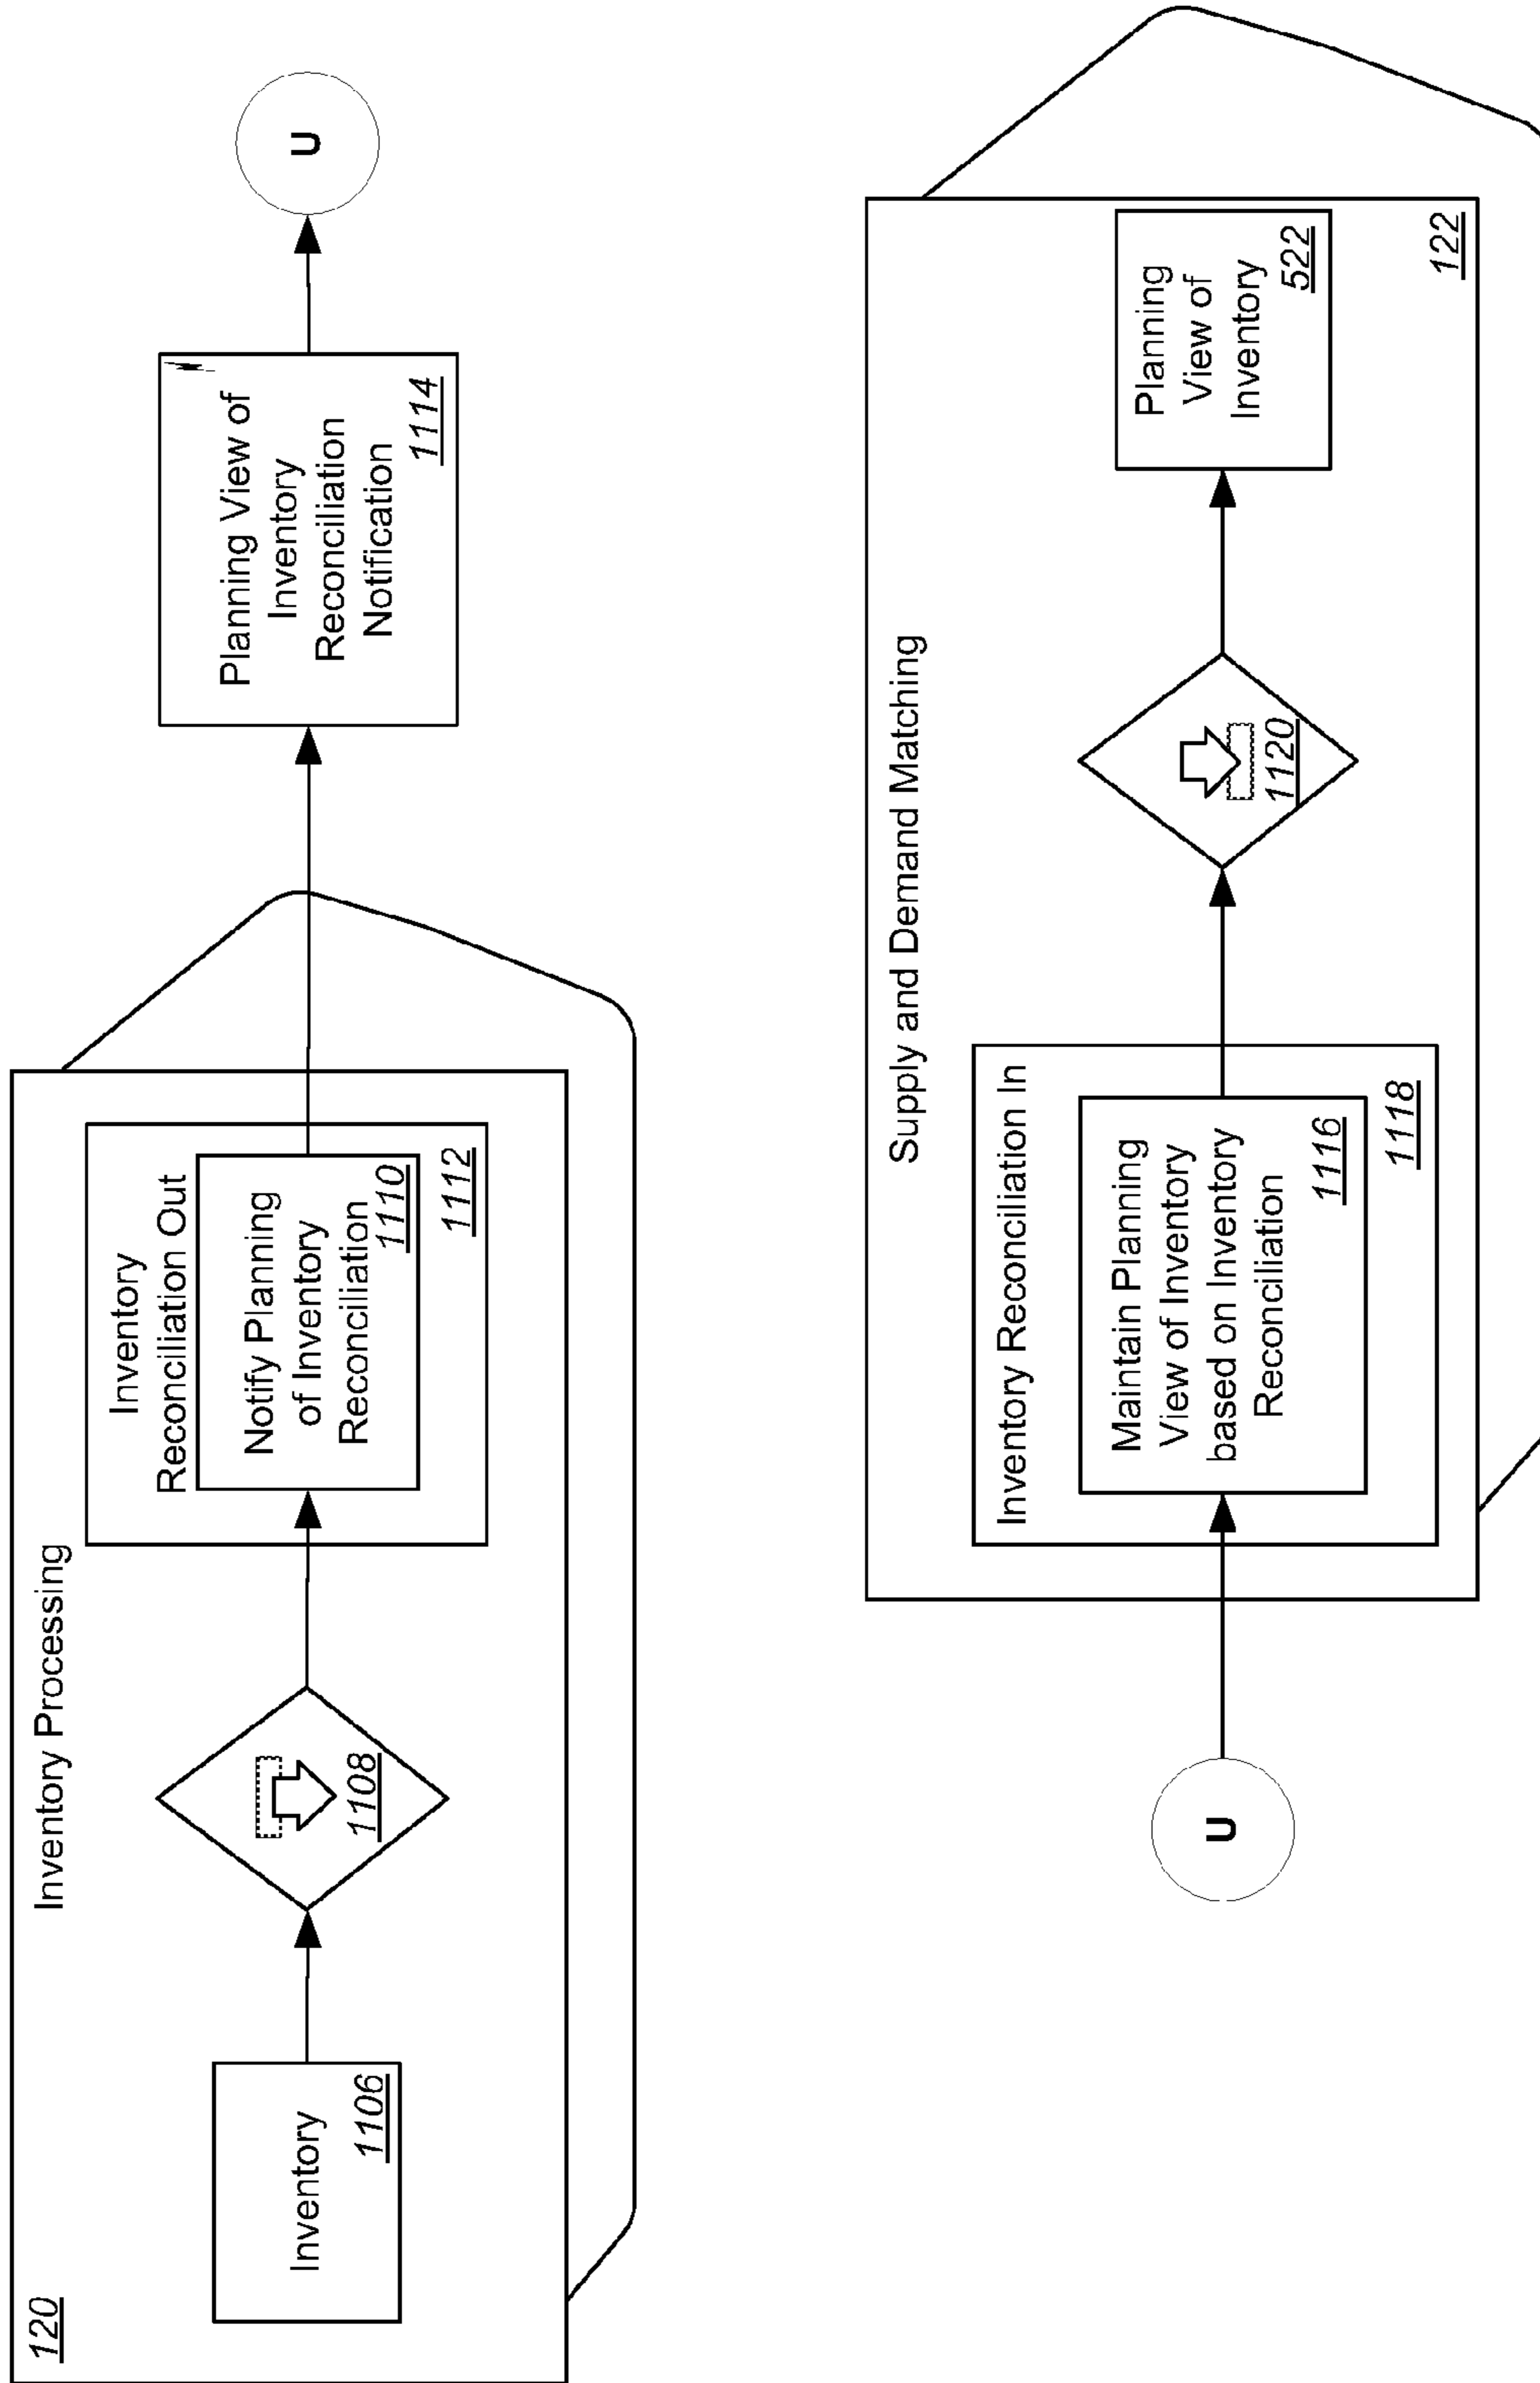 120
Inventory Processing
Inventory
1106
1108
Inventory
Reconciliation Out
Notify Planning
of Inventory
Reconciliation
1110
1112
Planning View of
Inventory
Reconciliation
Notification
1114
U
U
Supply and Demand Matching
Inventory Reconciliation In
Maintain Planning
View of Inventory
based on Inventory
Reconciliation
1116
1118
1120
Planning
View of
Inventory
522
122